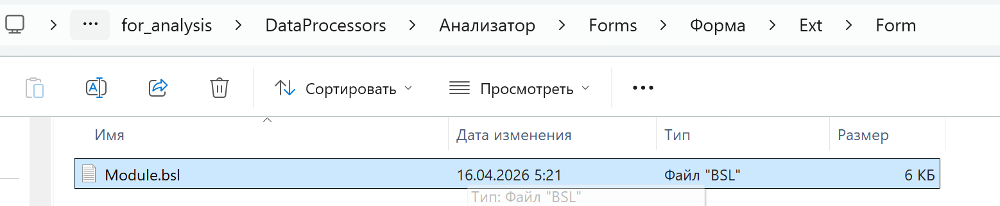 for_analysis > DataProcessors > Анализатор > Forms > Форма > Ext > Form
Сортировать Просмотреть
Имя Дата изменения Тип Размер
Module.bsl 16.04.2026 5:21 Файл "BSL" 6 КБ
Тип: Файл "BSL"